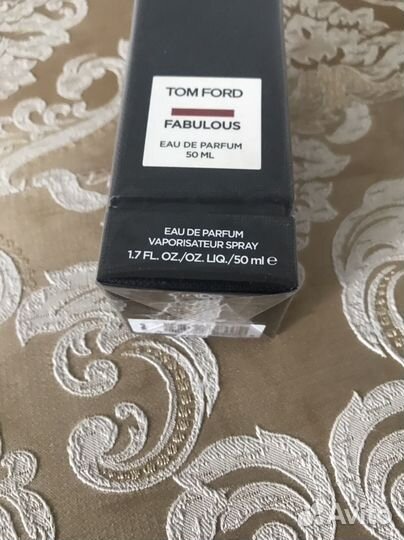 TOM FORD
FABULOUS
EAU DE PARFUM
50 ML
EAU DE PARFUM
VAPORISATEUR SPRAY
1.7 FL. OZ./OZ. LIQ./50 ml ℮
Avito